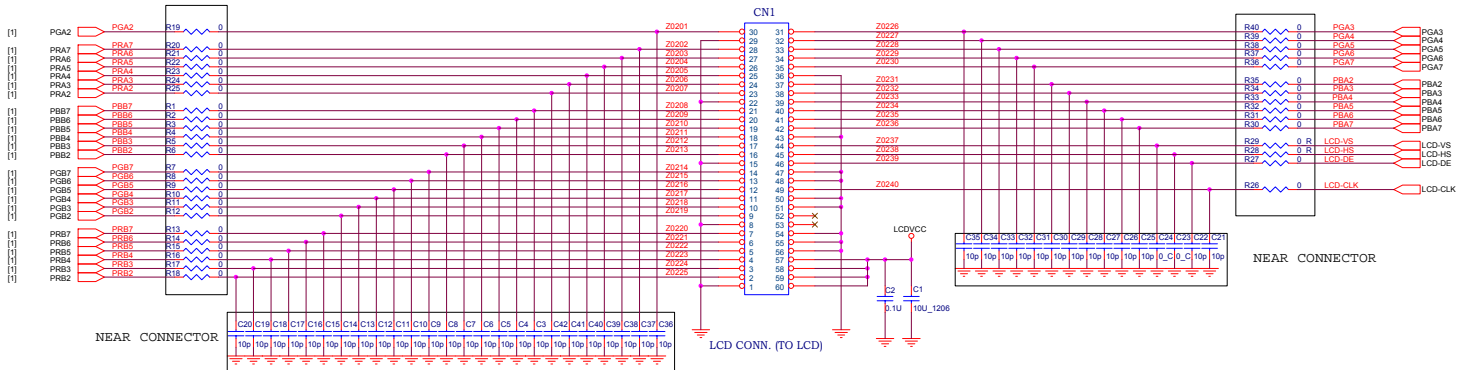 CN1
[1] PGA2 PGA2 R19 0 Z0201 30 31 Z0226 R40 0 PGA3 PGA3
29 32 Z0227 R39 0 PGA4 PGA4
[1] PRA7 PRA7 R20 0 Z0202 28 33 Z0228 R38 0 PGA5 PGA5
[1] PRA6 PRA6 R21 0 Z0203 27 34 Z0229 R37 0 PGA6 PGA6
[1] PRA5 PRA5 R22 0 Z0204 26 35 Z0230 R36 0 PGA7 PGA7
[1] PRA4 PRA4 R23 0 Z0205 25 36
[1] PRA3 PRA3 R24 0 Z0206 24 37 Z0231 R35 0 PBA2 PBA2
[1] PRA2 PRA2 R25 0 Z0207 23 38 Z0232 R34 0 PBA3 PBA3
22 39 Z0233 R33 0 PBA4 PBA4
[1] PBB7 PBB7 R1 0 Z0208 21 40 Z0234 R32 0 PBA5 PBA5
[1] PBB6 PBB6 R2 0 Z0209 20 41 Z0235 R31 0 PBA6 PBA6
[1] PBB5 PBB5 R3 0 Z0210 19 42 Z0236 R30 0 PBA7 PBA7
[1] PBB4 PBB4 R4 0 Z0211 18 43
[1] PBB3 PBB3 R5 0 Z0212 17 44 Z0237 R29 0 R LCD-VS LCD-VS
[1] PBB2 PBB2 R6 0 Z0213 16 45 Z0238 R28 0 R LCD-HS LCD-HS
15 46 Z0239 R27 0 LCD-DE LCD-DE
[1] PGB7 PGB7 R7 0 Z0214 14 47
[1] PGB6 PGB6 R8 0 Z0215 13 48
[1] PGB5 PGB5 R9 0 Z0216 12 49 Z0240 R26 0 LCD-CLK LCD-CLK
[1] PGB4 PGB4 R10 0 Z0217 11 50
[1] PGB3 PGB3 R11 0 Z0218 10 51
[1] PGB2 PGB2 R12 0 Z0219 9 52
8 53
[1] PRB7 PRB7 R13 0 Z0220 7 54
[1] PRB6 PRB6 R14 0 Z0221 6 55
[1] PRB5 PRB5 R15 0 Z0222 5 56
[1] PRB4 PRB4 R16 0 Z0223 4 57
[1] PRB3 PRB3 R17 0 Z0224 3 58
[1] PRB2 PRB2 R18 0 Z0225 2 59
1 60
LCDVCC
C35 C34 C33 C32 C31 C30 C29 C28 C27 C26 C25 C24 C23 C22 C21
10p 10p 10p 10p 10p 10p 10p 10p 10p 10p 10p 0_C 0_C 10p 10p
NEAR CONNECTOR
C2 C1
0.1U 10U_1206
C20 C19 C18 C17 C16 C15 C14 C13 C12 C11 C10 C9 C8 C7 C6 C5 C4 C3 C42 C41 C40 C39 C38 C37 C36
10p 10p 10p 10p 10p 10p 10p 10p 10p 10p 10p 10p 10p 10p 10p 10p 10p 10p 10p 10p 10p 10p 10p 10p 10p
NEAR CONNECTOR
LCD CONN. (TO LCD)